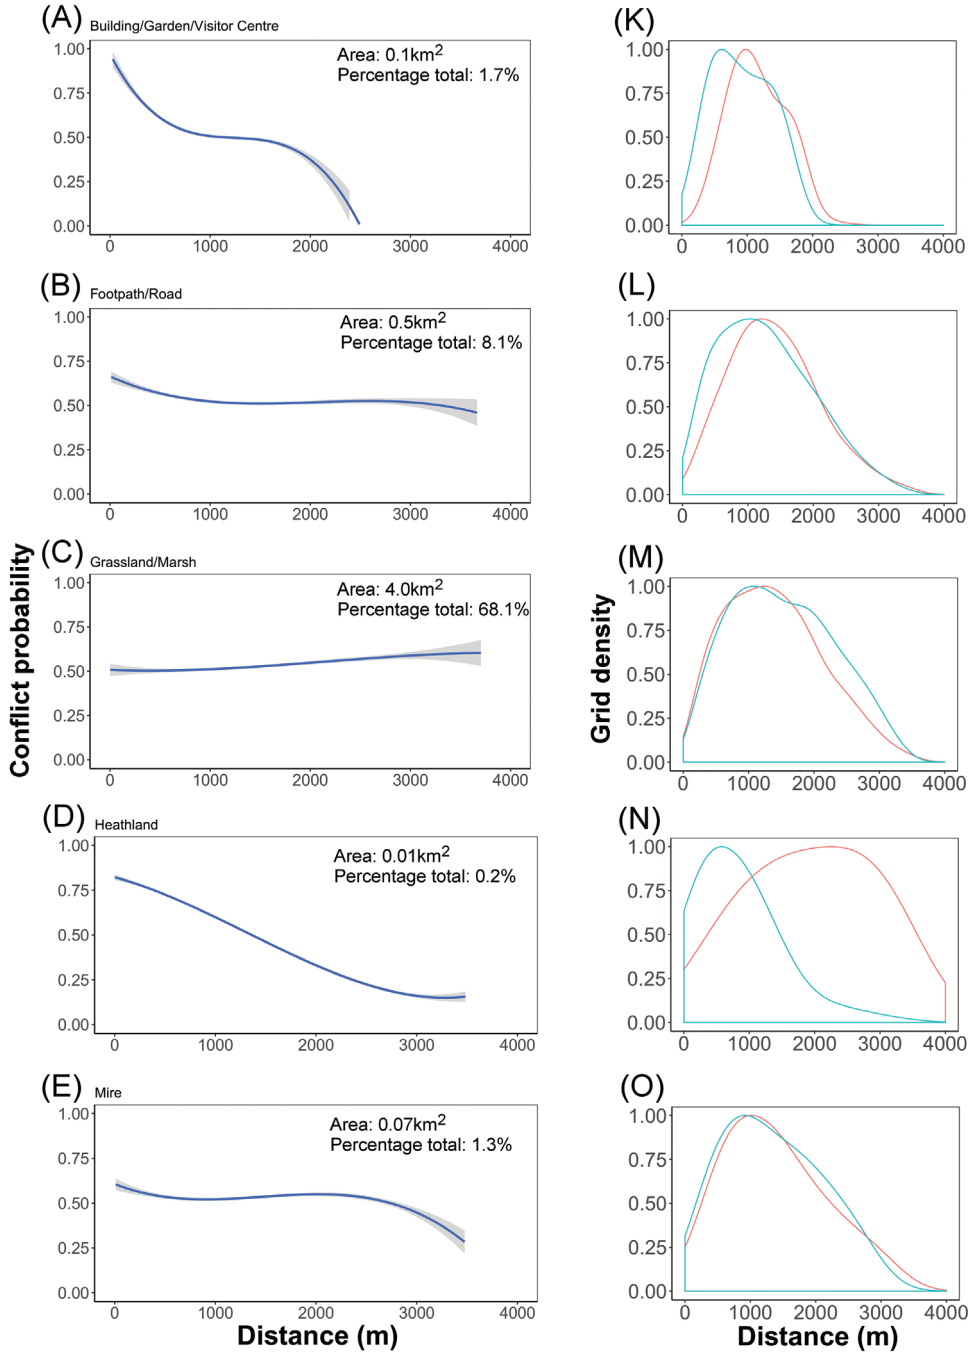 (A) Building/Garden/Visitor Centre
Area: 0.1km2
Percentage total: 1.7%
1.00
0.75
0.50
0.25
0.00
0 1000 2000 3000 4000
(K)
1.00
0.75
0.50
0.25
0.00
0 1000 2000 3000 4000
(B) Footpath/Road
Area: 0.5km2
Percentage total: 8.1%
1.00
0.75
0.50
0.25
0.00
0 1000 2000 3000 4000
(L)
1.00
0.75
0.50
0.25
0.00
0 1000 2000 3000 4000
Conflict probability
(C) Grassland/Marsh
Area: 4.0km2
Percentage total: 68.1%
1.00
0.75
0.50
0.25
0.00
0 1000 2000 3000 4000
Grid density
(M)
1.00
0.75
0.50
0.25
0.00
0 1000 2000 3000 4000
(D) Heathland
Area: 0.01km2
Percentage total: 0.2%
1.00
0.75
0.50
0.25
0.00
0 1000 2000 3000 4000
(N)
1.00
0.75
0.50
0.25
0.00
0 1000 2000 3000 4000
(E) Mire
Area: 0.07km2
Percentage total: 1.3%
1.00
0.75
0.50
0.25
0.00
0 1000 2000 3000 4000
Distance (m)
(O)
1.00
0.75
0.50
0.25
0.00
0 1000 2000 3000 4000
Distance (m)